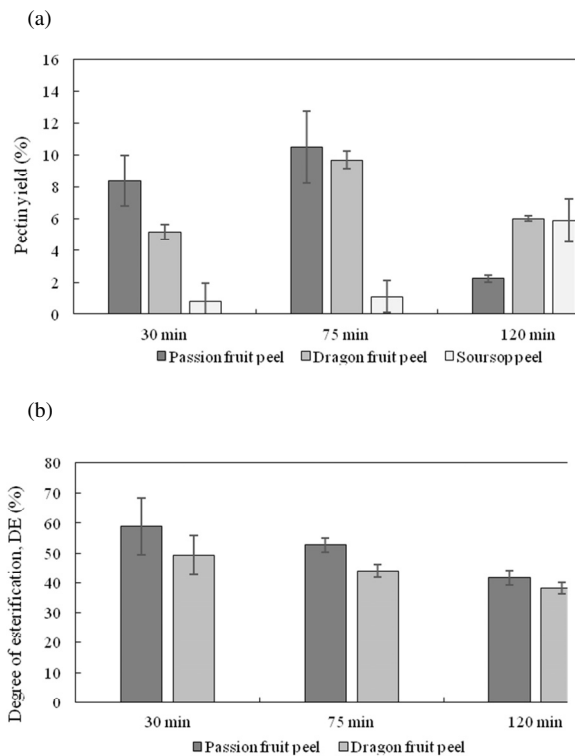 (a)
Pectin yield (%)
16
14
12
10
8
6
4
2
0
30 min 75 min 120 min
Passion fruit peel Dragon fruit peel Soursop peel
(b)
Degree of esterification, DE (%)
80
70
60
50
40
30
20
10
0
30 min 75 min 120 min
Passion fruit peel Dragon fruit peel